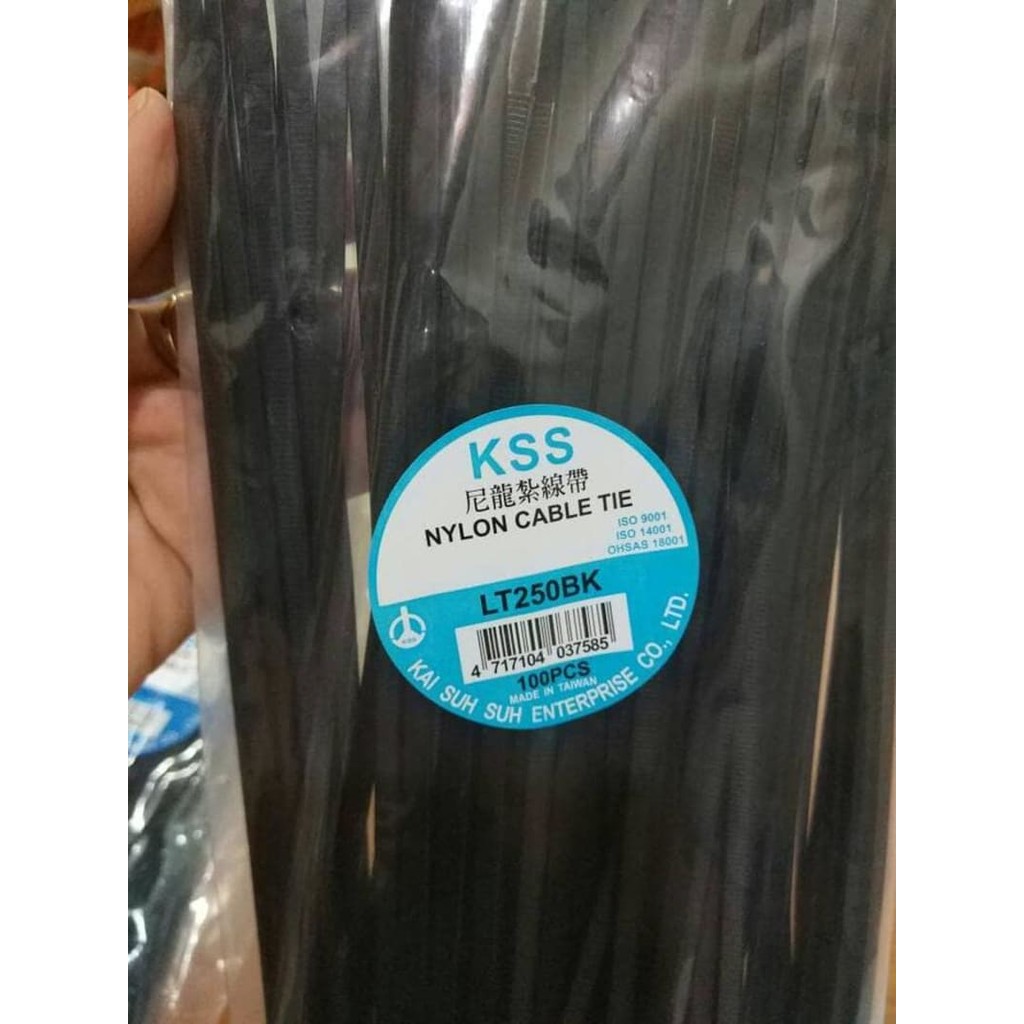 KSS
尼龍紮線帶
NYLON CABLE TIE
ISO 9001
ISO 14001
OHSAS 18001
LT250BK
4 717104 037585
100PCS
MADE IN TAIWAN
KAI SUH SUH ENTERPRISE CO., LTD.
KSS